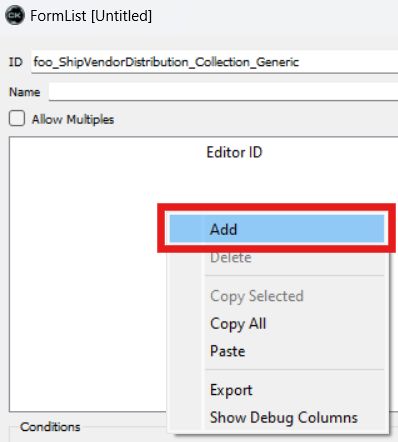 CK FormList [Untitled]
ID foo_ShipVendorDistribution_Collection_Generic
Name
Allow Multiples
Editor ID
Add
Delete
Copy Selected
Copy All
Paste
Export
Show Debug Columns
Conditions